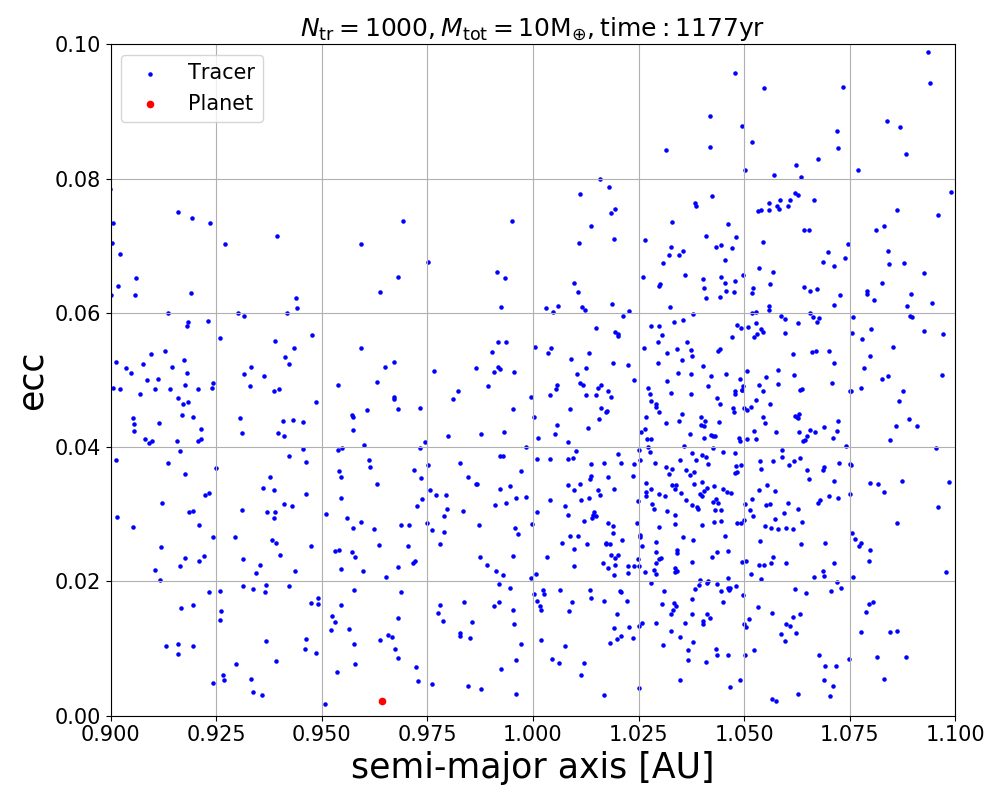 N_tr = 1000, M_tot = 10M_⊕, time : 1177yr
Tracer
Planet
0.10
0.08
0.06
0.04
0.02
0.00
ecc
0.900 0.925 0.950 0.975 1.000 1.025 1.050 1.075 1.100
semi-major axis [AU]